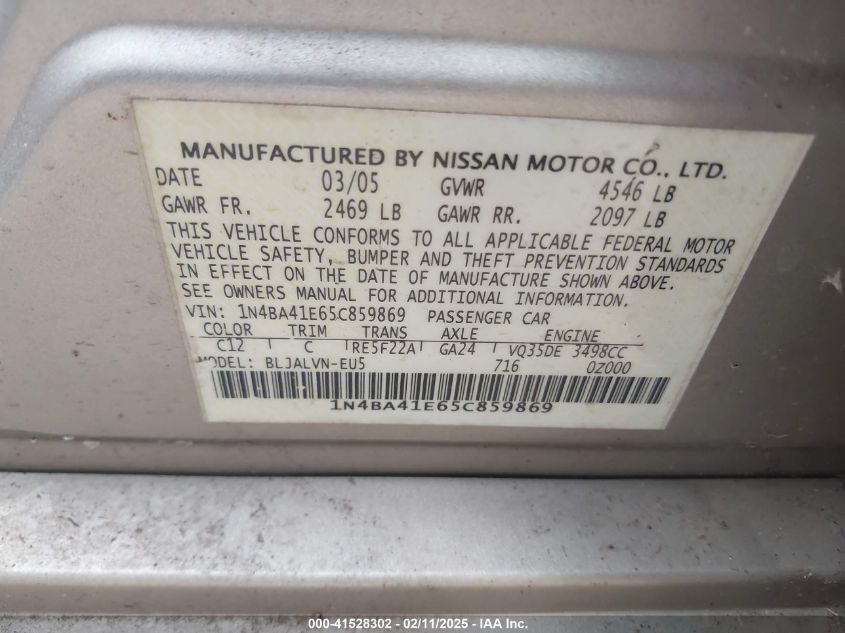 MANUFACTURED BY NISSAN MOTOR CO., LTD.
DATE 03/05 GVWR 4546 LB
GAWR FR. 2469 LB GAWR RR. 2097 LB
THIS VEHICLE CONFORMS TO ALL APPLICABLE FEDERAL MOTOR
VEHICLE SAFETY, BUMPER AND THEFT PREVENTION STANDARDS
IN EFFECT ON THE DATE OF MANUFACTURE SHOWN ABOVE.
SEE OWNERS MANUAL FOR ADDITIONAL INFORMATION.
VIN: 1N4BA41E65C859869 PASSENGER CAR
COLOR TRIM TRANS AXLE ENGINE
C12 C RE5F22A GA24 VQ35DE 3498CC
MODEL: BLJALVN-EU5 716 0Z000
1N4BA41E65C859869
000-41528302 - 02/11/2025 - IAA Inc.